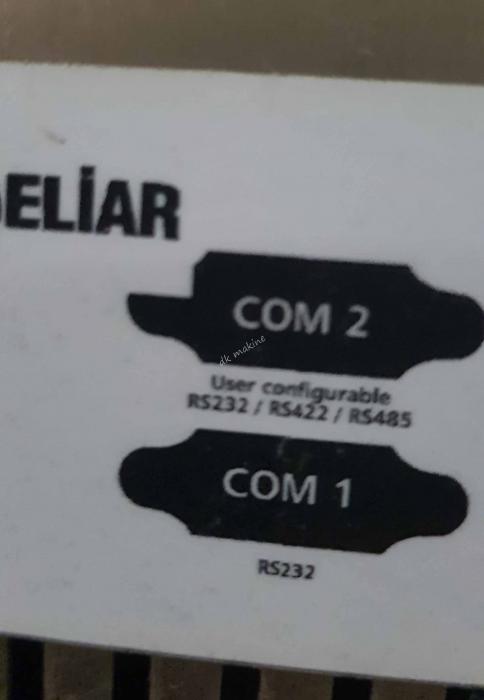 ELİAR
COM 2
dk makine
User configurable
RS232 / RS422 / RS485
COM 1
RS232